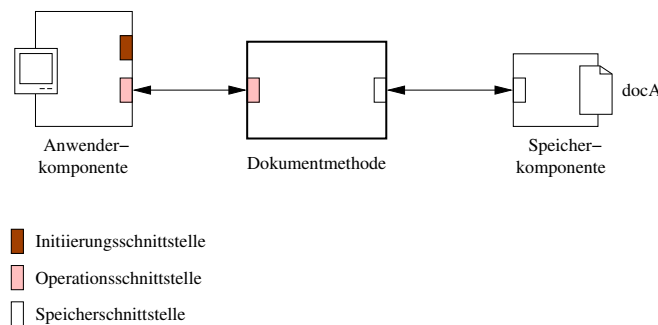 docA
Anwender–
komponente
Dokumentmethode
Speicher–
komponente
Initiierungsschnittstelle
Operationsschnittstelle
Speicherschnittstelle